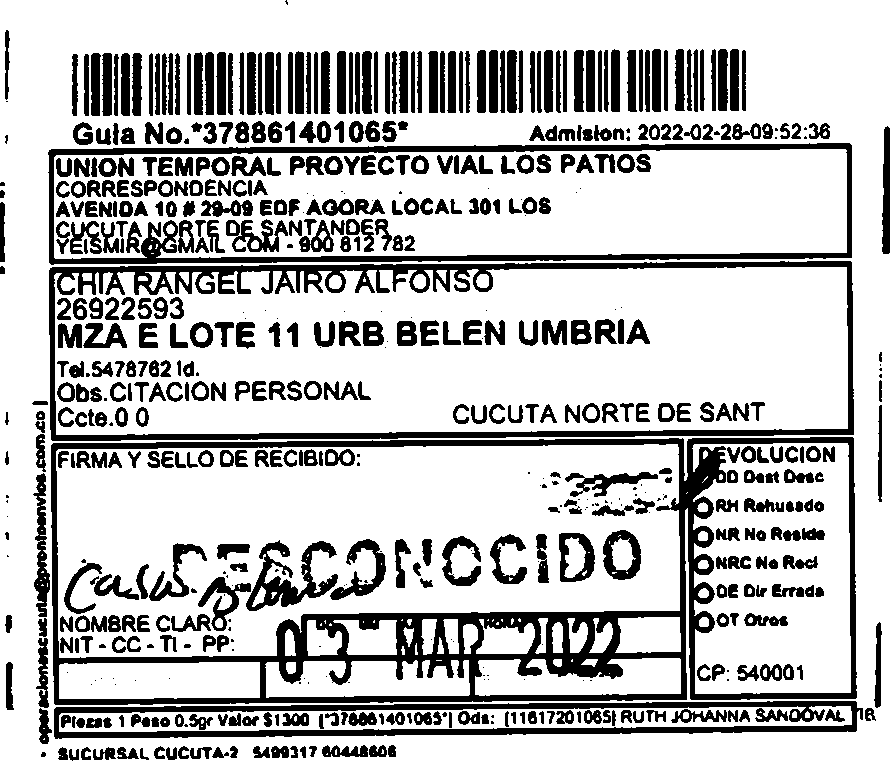 Guia No.*378861401065*
Admision: 2022-02-28-09:52:36
UNION TEMPORAL PROYECTO VIAL LOS PATIOS
CORRESPONDENCIA
AVENIDA 10 # 29-09 EDF AGORA LOCAL 301 LOS
CUCUTA NORTE DE SANTANDER
YEISMIR@GMAIL COM - 900 812 782
CHIA RANGEL JAIRO ALFONSO
26922593
MZA E LOTE 11 URB BELEN UMBRIA
Tel.5478762 Id.
Obs.CITACION PERSONAL
Ccte.0 0
CUCUTA NORTE DE SANT
FIRMA Y SELLO DE RECIBIDO:
DESCONOCIDO
Casas
NOMBRE CLARO:
NIT - CC - TI - PP:
HORA
03 MAR 2022
DEVOLUCION
DD Dest Desc
RH Rehusado
NR No Reside
NRC No Recl
DE Dir Errada
OT Otros
CP: 540001
Piezas 1 Peso 0.5gr Valor $1300 [*378861401065*] Ods: [11617201065] RUTH JOHANNA SANDOVAL
SUCURSAL CUCUTA-2 5499317 60448606
operacionescucuta@prontoenvios.com.co |